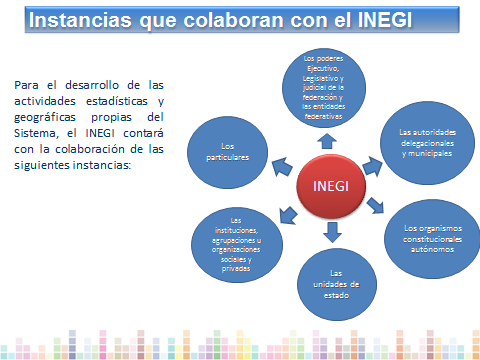 Instancias que colaboran con el INEGI
Para el desarrollo de las
actividades estadísticas y
geográficas propias del
Sistema, el INEGI contará
con la colaboración de las
siguientes instancias:
Los poderes
Ejecutivo,
Legislativo y
judicial de la
federación y
las entidades
federativas
Las autoridades
delegacionales
y municipales
Los organismos
constitucionales
autónomos
Las
unidades de
estado
Las
instituciones,
agrupaciones u
organizaciones
sociales y
privadas
Los
particulares
INEGI